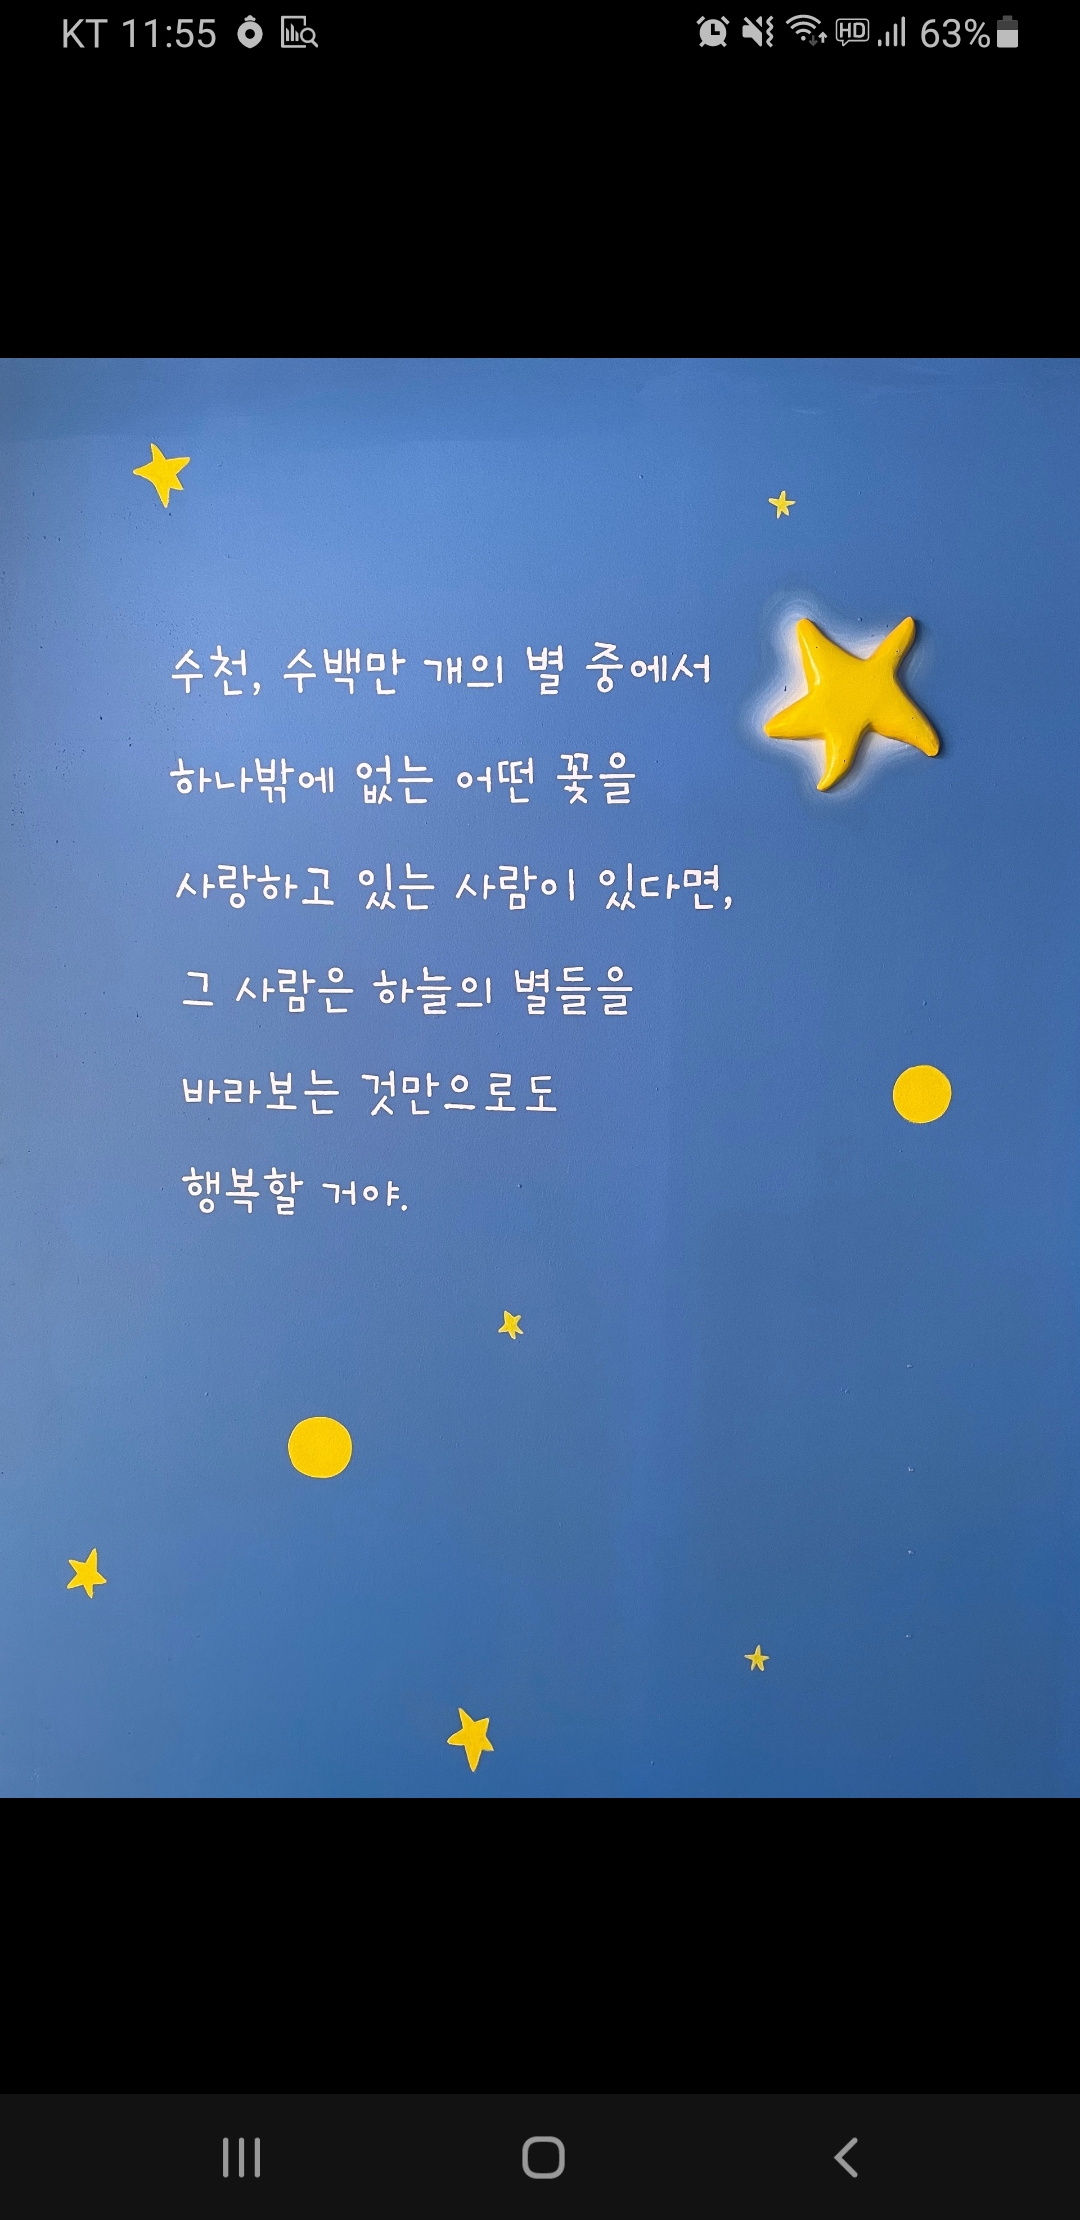 KT 11:55 HD 63%
수천, 수백만 개의 별 중에서
하나밖에 없는 어떤 꽃을
사랑하고 있는 사람이 있다면,
그 사람은 하늘의 별들을
바라보는 것만으로도
행복할 거야.